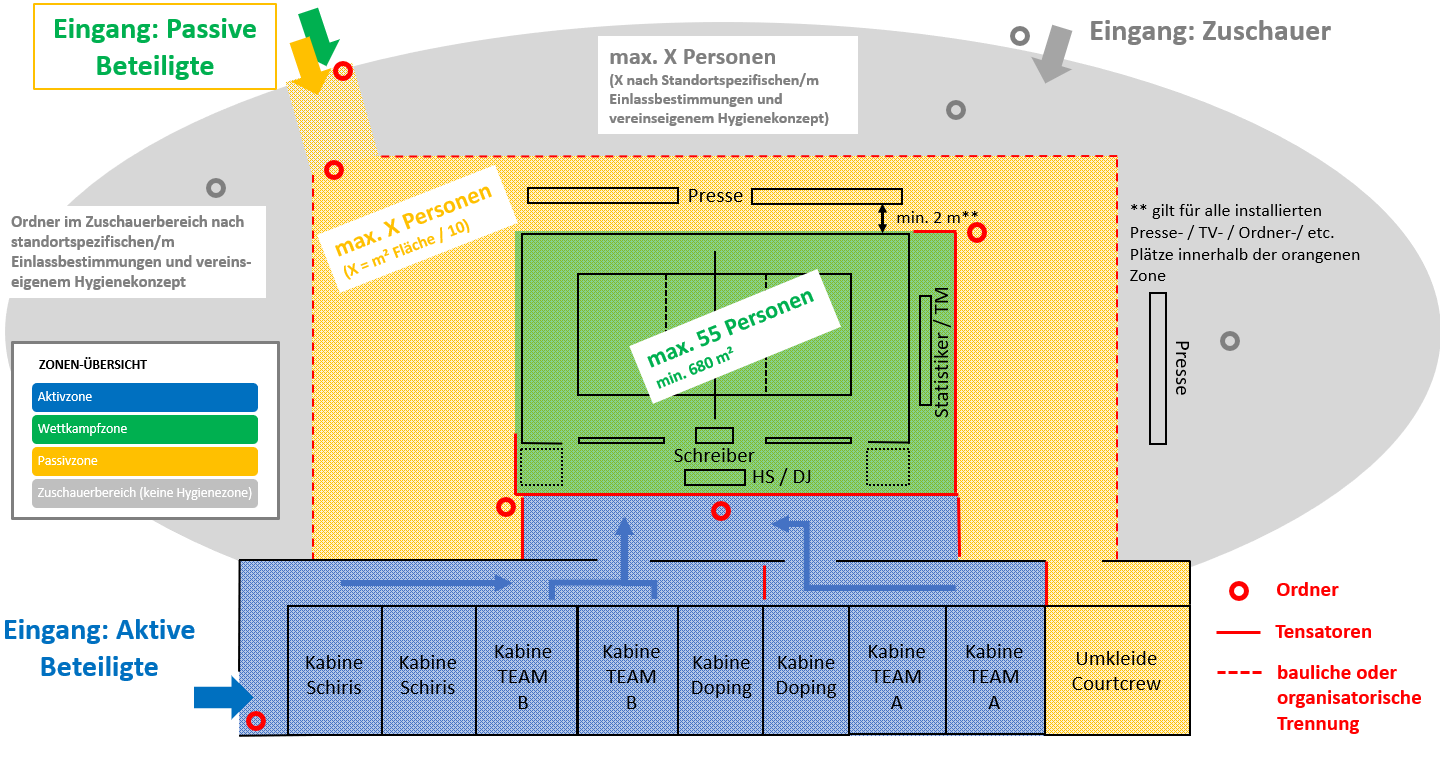 Eingang: Passive
Beteiligte
Eingang: Zuschauer
max. X Personen
(X nach Standortspezifischen/m
Einlassbestimmungen und
vereinseigenem Hygienekonzept)
Ordner im Zuschauerbereich nach
standortspezifischen/m
Einlassbestimmungen und vereins-
eigenem Hygienekonzept
max. X Personen
(X = m² Fläche / 10)
Presse
min. 2 m**
** gilt für alle installierten
Presse- / TV- / Ordner-/ etc.
Plätze innerhalb der orangenen
Zone
Presse
max. 55 Personen
min. 680 m²
Statistiker / TM
Schreiber
HS / DJ
ZONEN-ÜBERSICHT
Aktivzone
Wettkampfzone
Passivzone
Zuschauerbereich (keine Hygienezone)
Eingang: Aktive
Beteiligte
Kabine
Schiris
Kabine
Schiris
Kabine
TEAM
B
Kabine
TEAM
B
Kabine
Doping
Kabine
Doping
Kabine
TEAM
A
Kabine
TEAM
A
Umkleide
Courtcrew
Ordner
Tensatoren
bauliche oder
organisatorische
Trennung